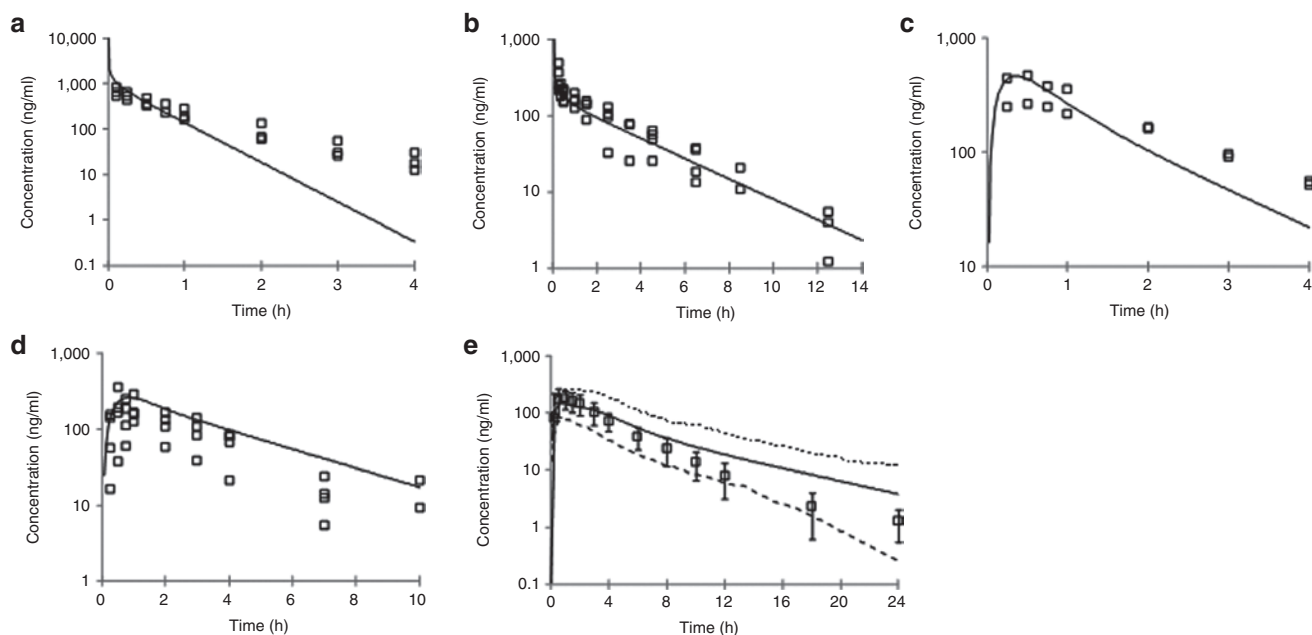 a
10,000
1,000
100
10
1
0.1
Concentration (ng/ml)
0 1 2 3 4
Time (h)
b
1,000
100
10
1
Concentration (ng/ml)
0 2 4 6 8 10 12 14
Time (h)
c
1,000
100
10
Concentration (ng/ml)
0 1 2 3 4
Time (h)
d
1,000
100
10
1
Concentration (ng/ml)
0 2 4 6 8 10
Time (h)
e
1,000
100
10
1
0.1
Concentration (ng/ml)
0 4 8 12 16 20 24
Time (h)